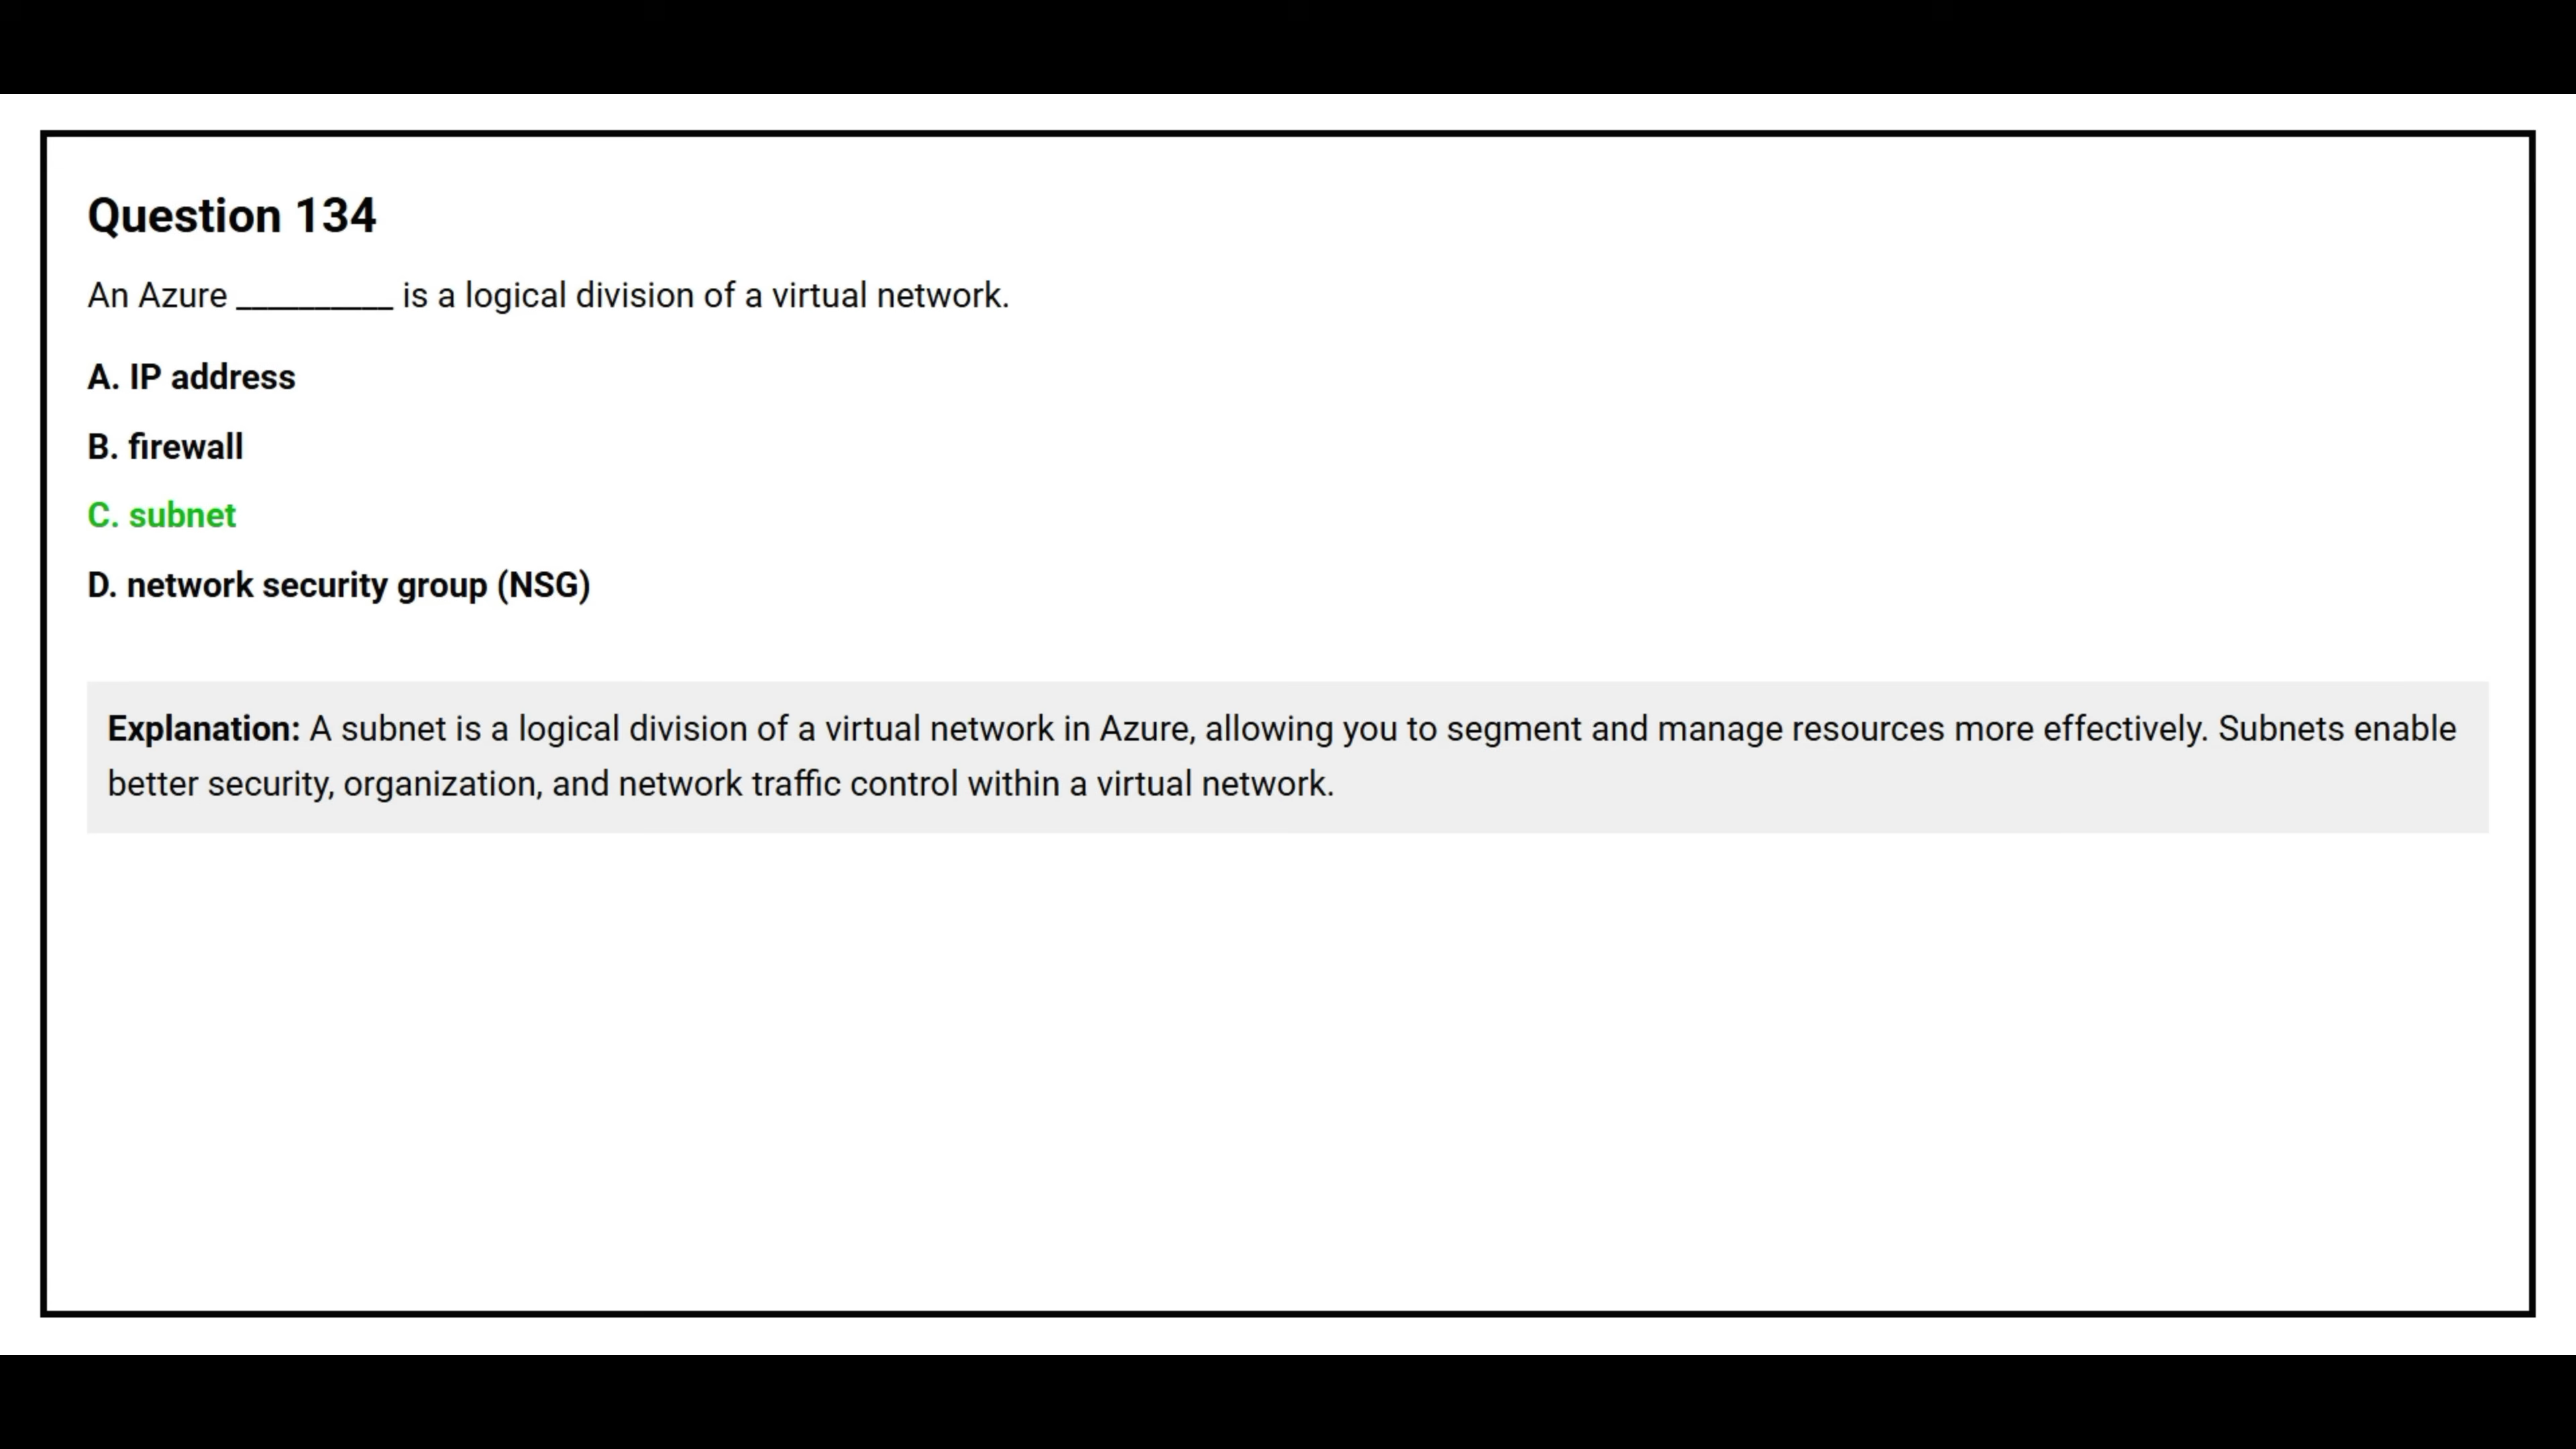 Question 134
An Azure __________ is a logical division of a virtual network.
A. IP address
B. firewall
C. subnet
D. network security group (NSG)
Explanation: A subnet is a logical division of a virtual network in Azure, allowing you to segment and manage resources more effectively. Subnets enable
better security, organization, and network traffic control within a virtual network.